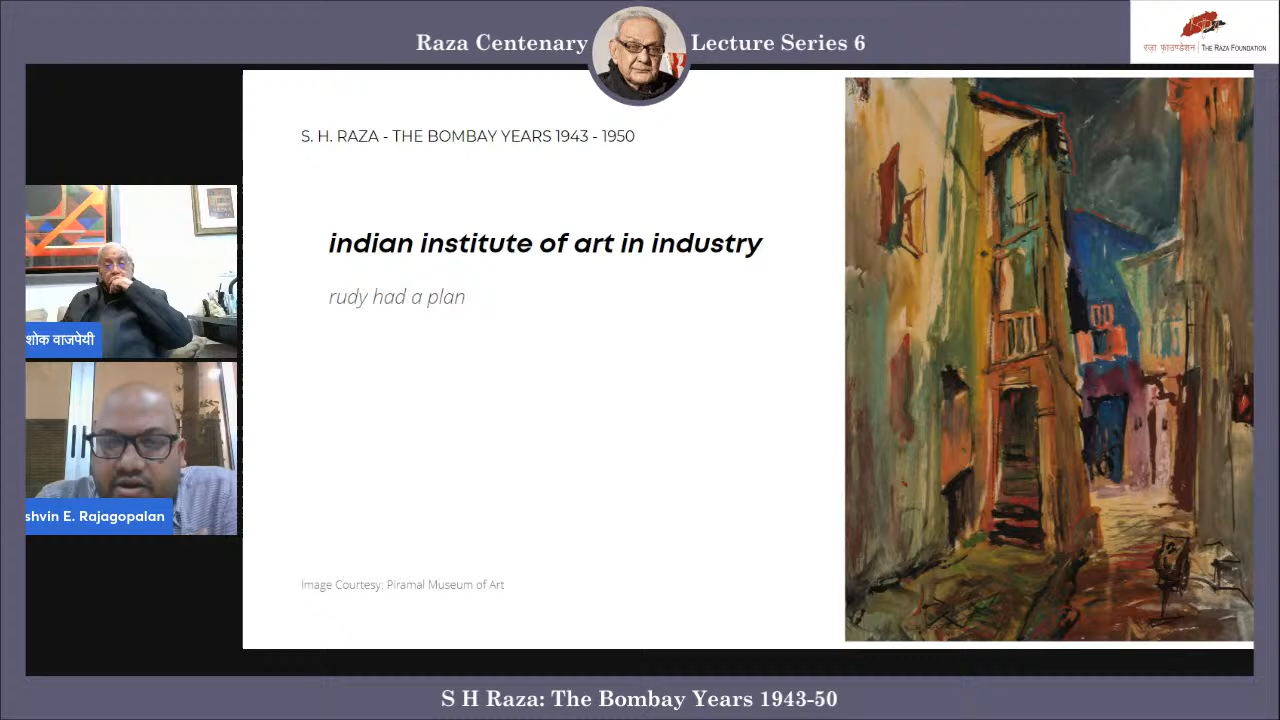 Raza Centenary Lecture Series 6
रज़ा फ़ाउण्डेशन | THE RAZA FOUNDATION
S. H. RAZA - THE BOMBAY YEARS 1943 - 1950
indian institute of art in industry
rudy had a plan
शोक वाजपेयी
shvin E. Rajagopalan
Image Courtesy: Piramal Museum of Art
S H Raza: The Bombay Years 1943-50